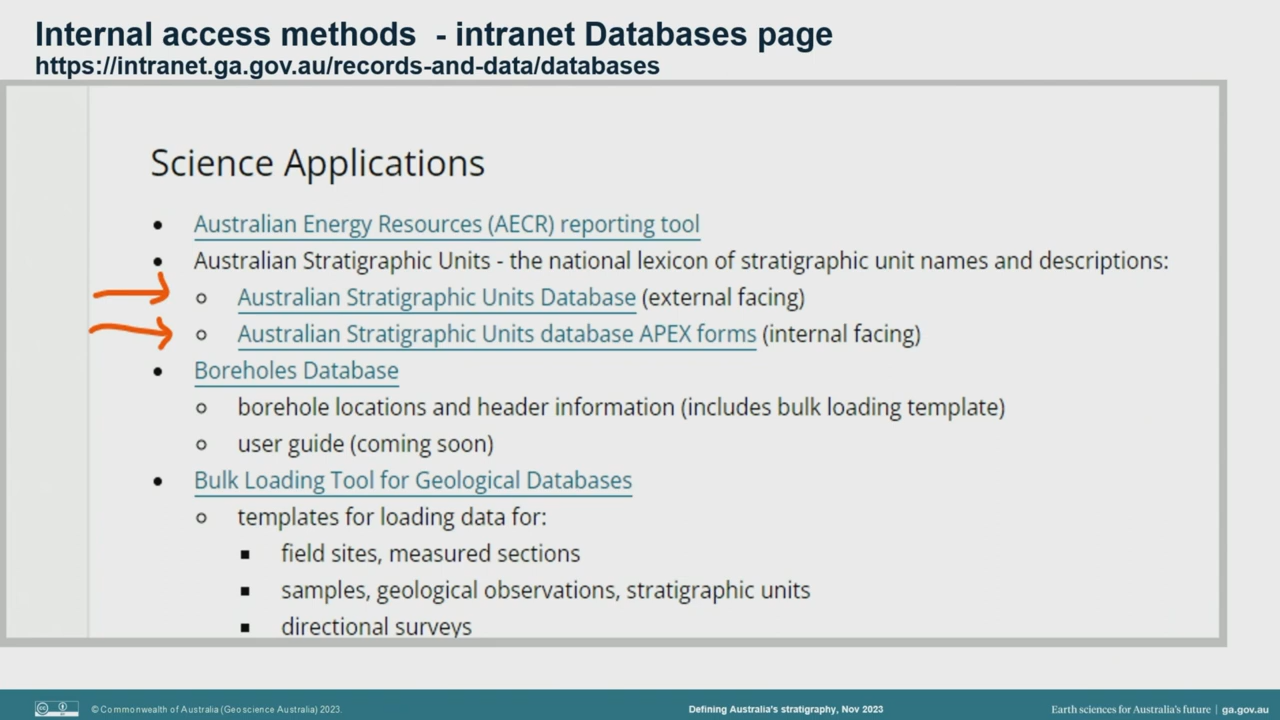 Internal access methods - intranet Databases page
https://intranet.ga.gov.au/records-and-data/databases
Science Applications
• Australian Energy Resources (AECR) reporting tool
• Australian Stratigraphic Units - the national lexicon of stratigraphic unit names and descriptions:
○ Australian Stratigraphic Units Database (external facing)
○ Australian Stratigraphic Units database APEX forms (internal facing)
• Boreholes Database
○ borehole locations and header information (includes bulk loading template)
○ user guide (coming soon)
• Bulk Loading Tool for Geological Databases
○ templates for loading data for:
▪ field sites, measured sections
▪ samples, geological observations, stratigraphic units
▪ directional surveys
© Commonwealth of Australia (Geoscience Australia) 2023.
Defining Australia's stratigraphy, Nov 2023
Earth sciences for Australia's future | ga.gov.au